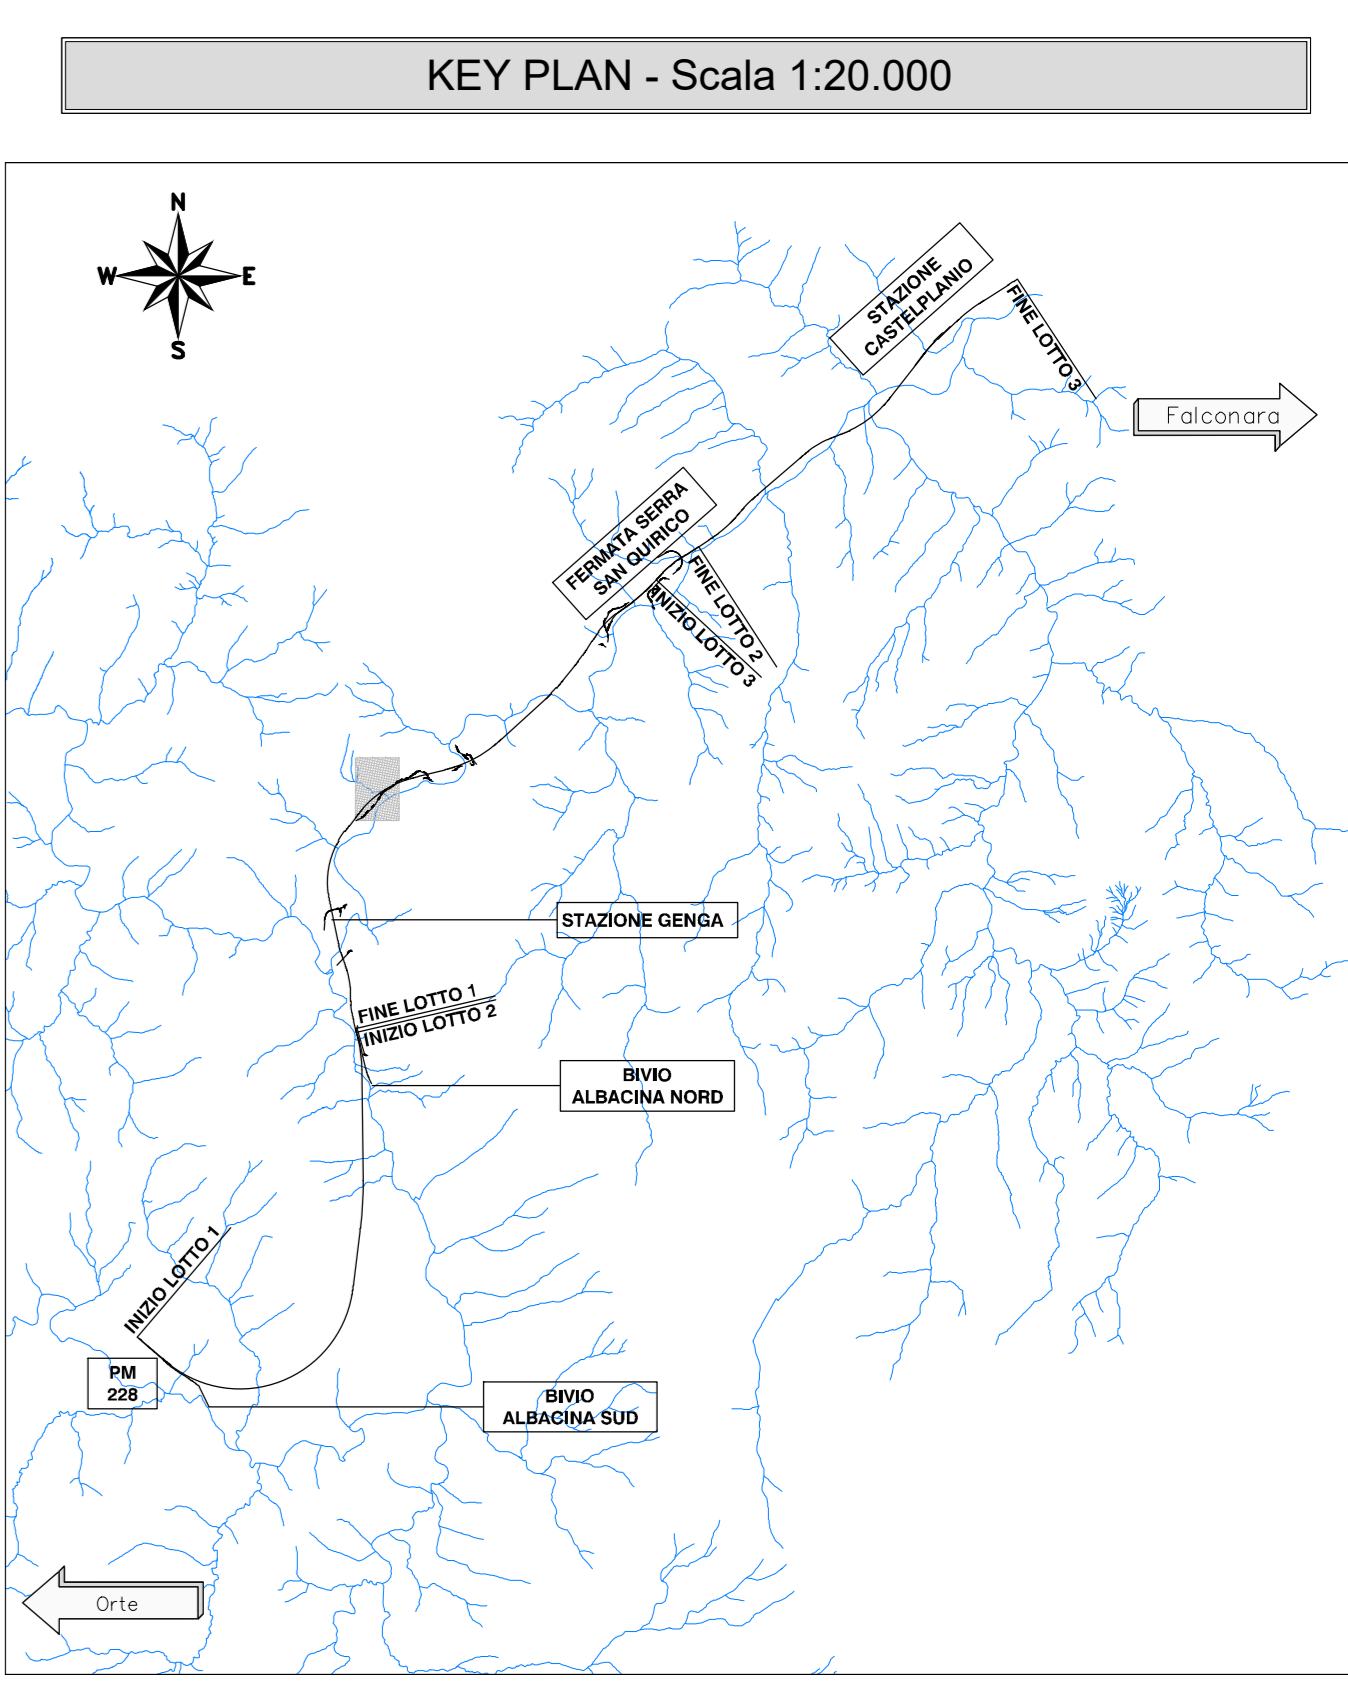 KEY PLAN - Scala 1:20.000
N
W
E
S
STAZIONE
CASTELPLANIO
FINE LOTTO 3
Falconara
FERMATA SERRA
SAN QUIRICO
FINE LOTTO 2
INIZIO LOTTO 3
STAZIONE GENGA
FINE LOTTO 1
INIZIO LOTTO 2
BIVIO
ALBACINA NORD
INIZIO LOTTO 1
PM
228
BIVIO
ALBACINA SUD
Orte